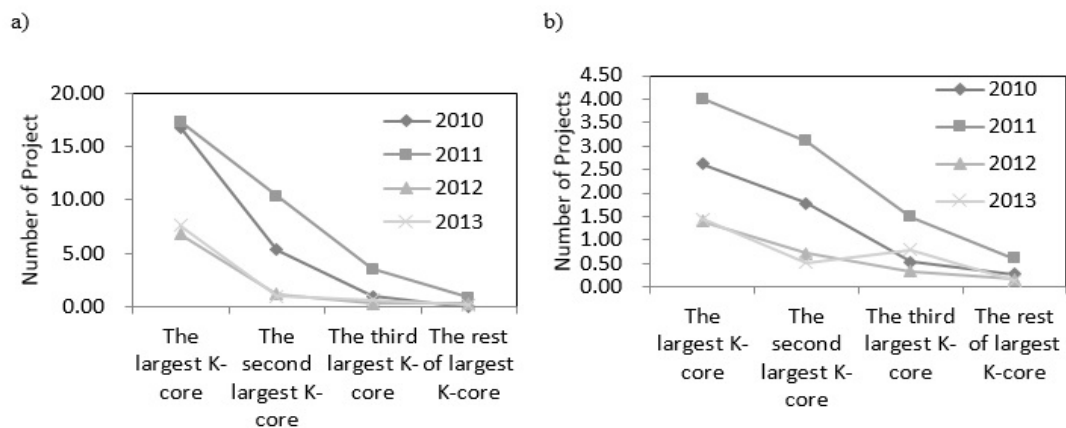 a)
20.00
15.00
10.00
5.00
0.00
Number of Project
2010
2011
2012
2013
The largest K-core
The second largest K-core
The third largest K-core
The rest of largest K-core
b)
4.50
4.00
3.50
3.00
2.50
2.00
1.50
1.00
0.50
0.00
Number of Projects
2010
2011
2012
2013
The
largest K-
core
The
second
largest K-
core
The third
largest K-
core
The rest
of largest
K-core